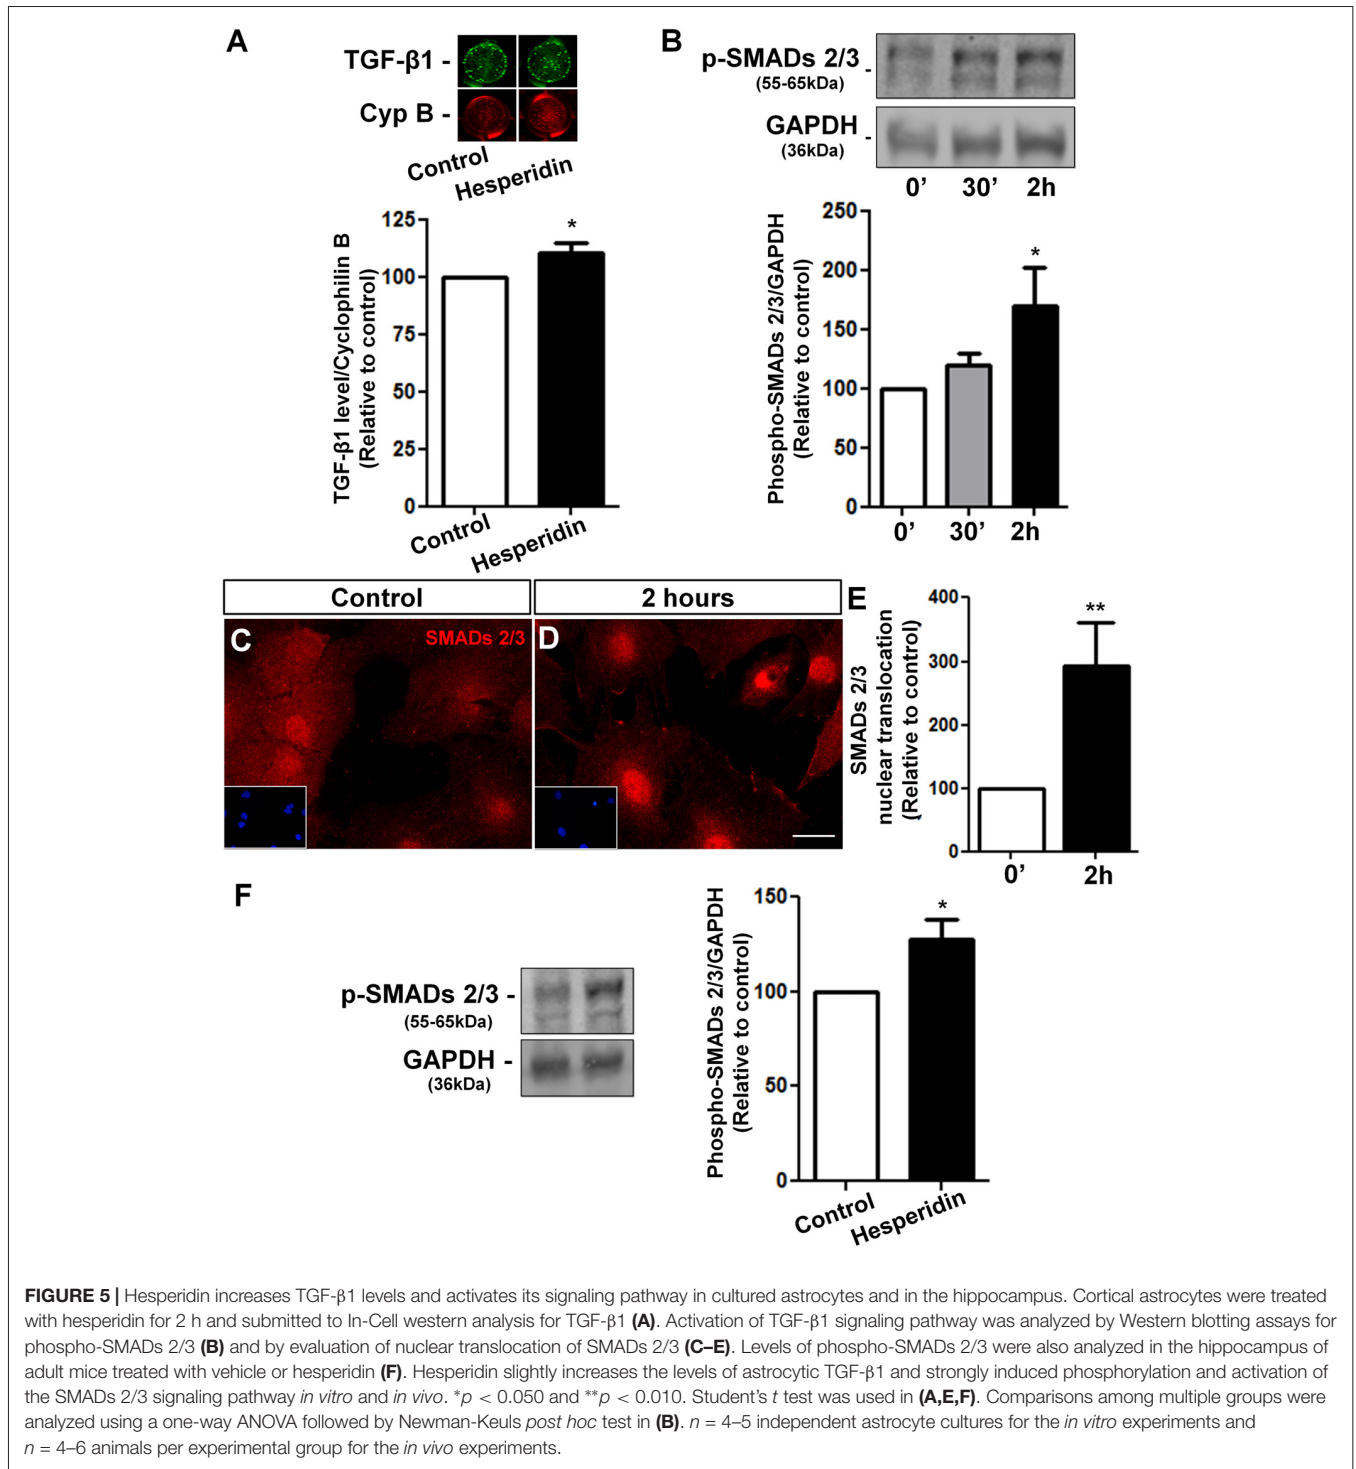 A
TGF-β1 -
Cyp B -
Control
Hesperidin
TGF-β1 level/Cyclophilin B
(Relative to control)
125
100
75
50
25
0
*
Control
Hesperidin
B
p-SMADs 2/3 -
(55-65kDa)
GAPDH -
(36kDa)
0’ 30’ 2h
Phospho-SMADs 2/3/GAPDH
(Relative to control)
250
200
150
100
50
0
*
0’ 30’ 2h
Control
2 hours
C
SMADs 2/3
D
E
SMADs 2/3
nuclear translocation
(Relative to control)
400
300
200
100
0
**
0’ 2h
F
p-SMADs 2/3 -
(55-65kDa)
GAPDH -
(36kDa)
Phospho-SMADs 2/3/GAPDH
(Relative to control)
150
100
50
0
*
Control
Hesperidin
FIGURE 5 | Hesperidin increases TGF-β1 levels and activates its signaling pathway in cultured astrocytes and in the hippocampus. Cortical astrocytes were treated
with hesperidin for 2 h and submitted to In-Cell western analysis for TGF-β1 (A). Activation of TGF-β1 signaling pathway was analyzed by Western blotting assays for
phospho-SMADs 2/3 (B) and by evaluation of nuclear translocation of SMADs 2/3 (C–E). Levels of phospho-SMADs 2/3 were also analyzed in the hippocampus of
adult mice treated with vehicle or hesperidin (F). Hesperidin slightly increases the levels of astrocytic TGF-β1 and strongly induced phosphorylation and activation of
the SMADs 2/3 signaling pathway in vitro and in vivo. *p < 0.050 and **p < 0.010. Student’s t test was used in (A,E,F). Comparisons among multiple groups were
analyzed using a one-way ANOVA followed by Newman-Keuls post hoc test in (B). n = 4–5 independent astrocyte cultures for the in vitro experiments and
n = 4–6 animals per experimental group for the in vivo experiments.